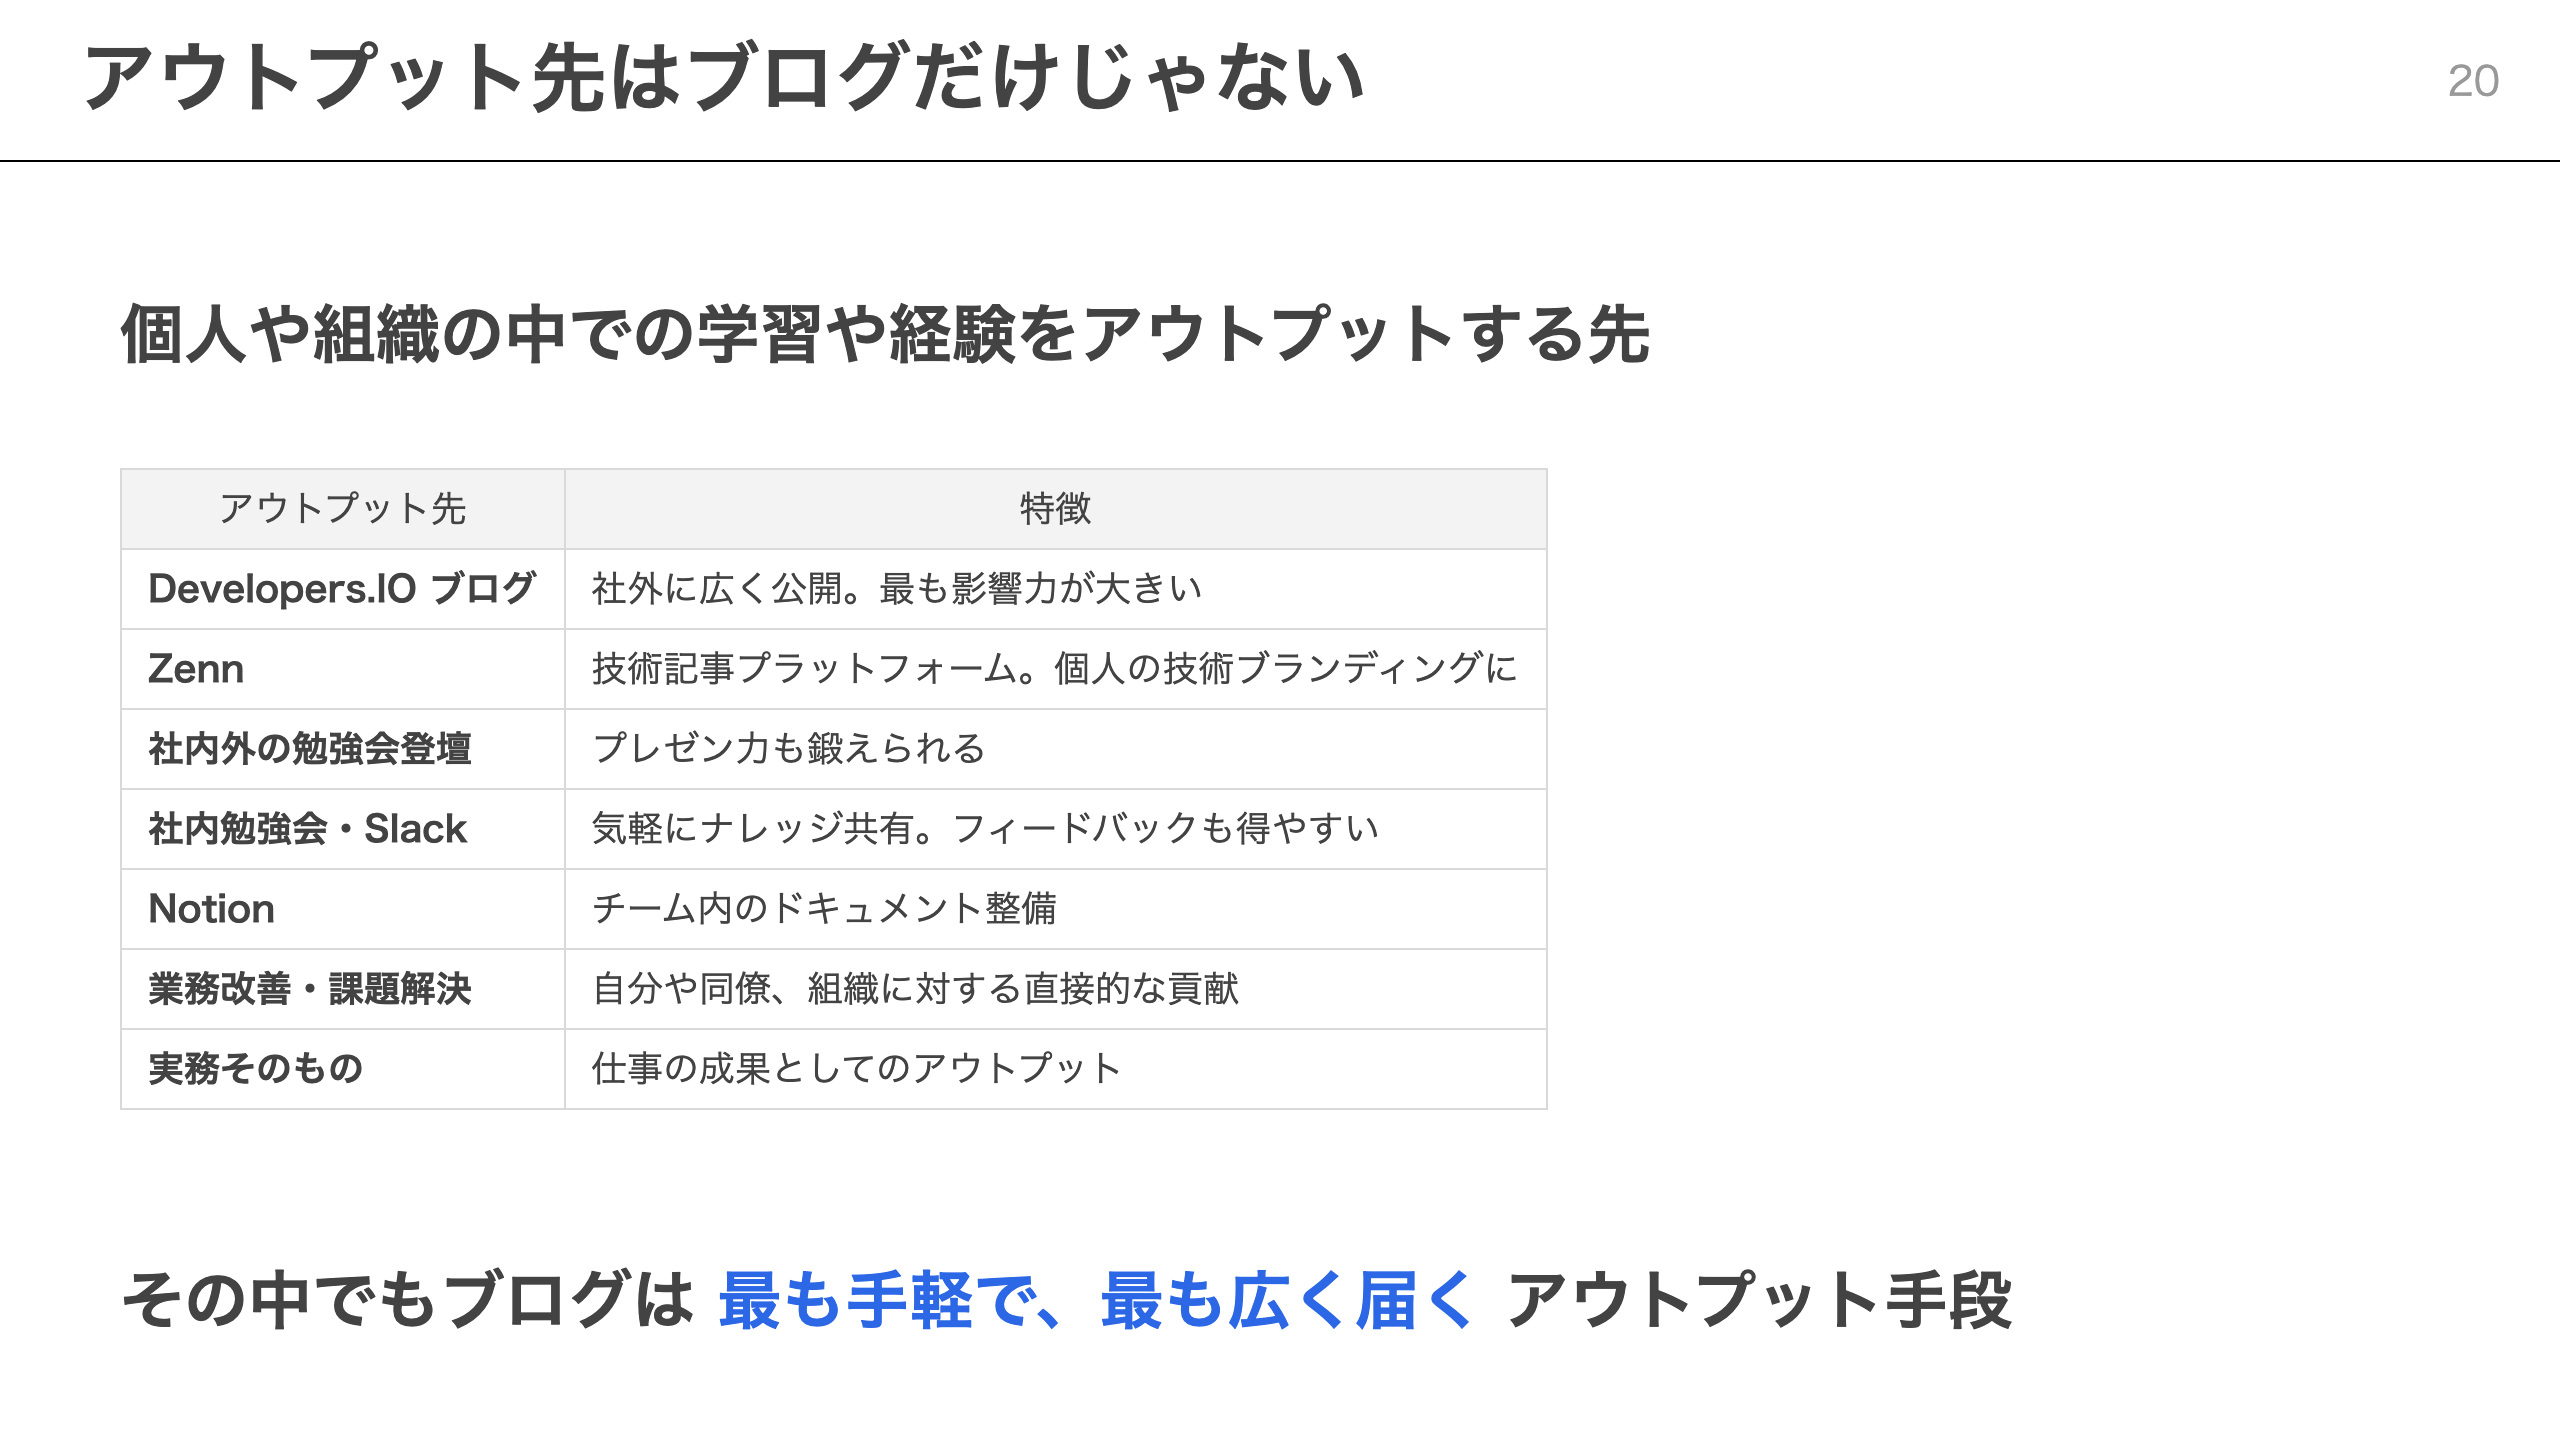 アウトプット先はブログだけじゃない
20
個人や組織の中での学習や経験をアウトプットする先
アウトプット先 特徴
Developers.IO ブログ 社外に広く公開。最も影響力が大きい
Zenn 技術記事プラットフォーム。個人の技術ブランディングに
社内外の勉強会登壇 プレゼン力も鍛えられる
社内勉強会・Slack 気軽にナレッジ共有。フィードバックも得やすい
Notion チーム内のドキュメント整備
業務改善・課題解決 自分や同僚、組織に対する直接的な貢献
実務そのもの 仕事の成果としてのアウトプット
その中でもブログは 最も手軽で、最も広く届く アウトプット手段